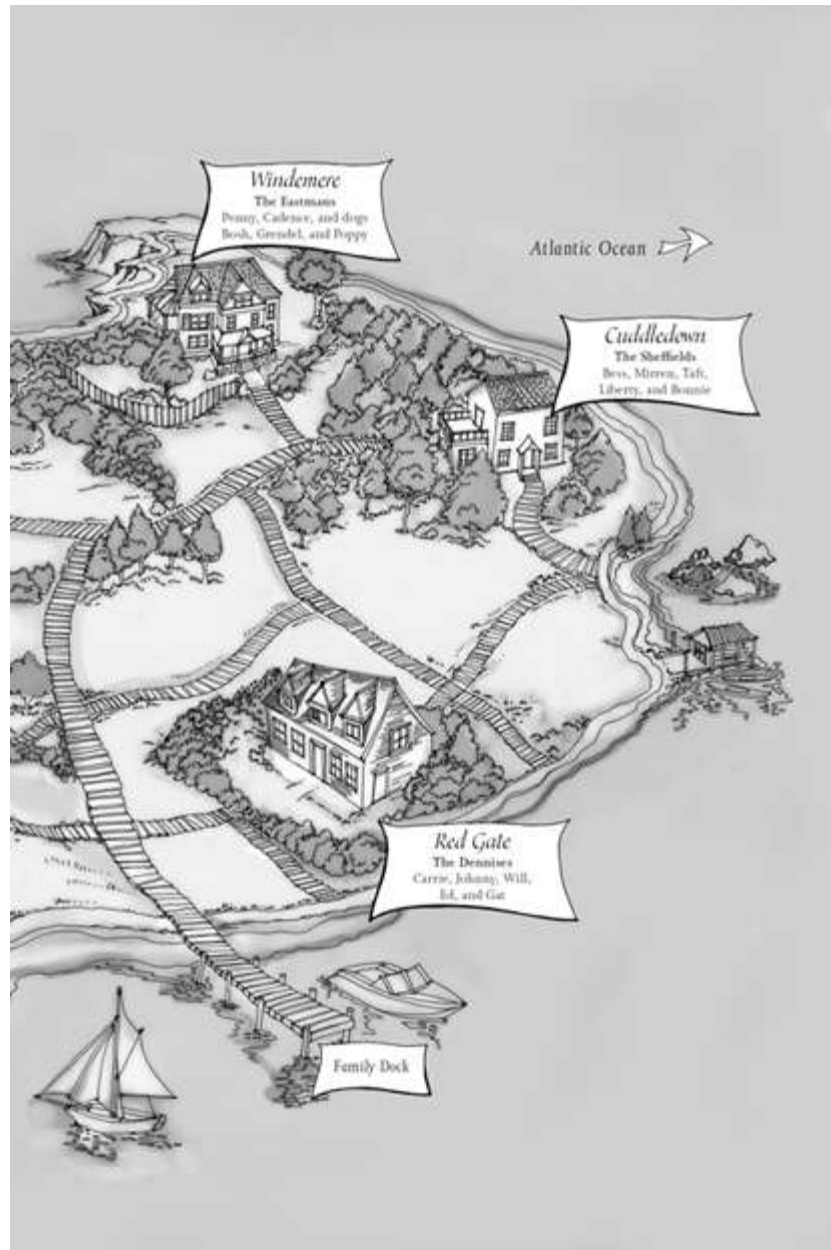 Windemere
The Eastmans
Penny, Cadence, and dogs
Bosh, Grendel, and Poppy
Atlantic Ocean
Cuddledown
The Sheffields
Bess, Mirren, Taft,
Liberty, and Bonnie
Red Gate
The Dennises
Carrie, Johnny, Will,
Ed, and Gat
Family Dock